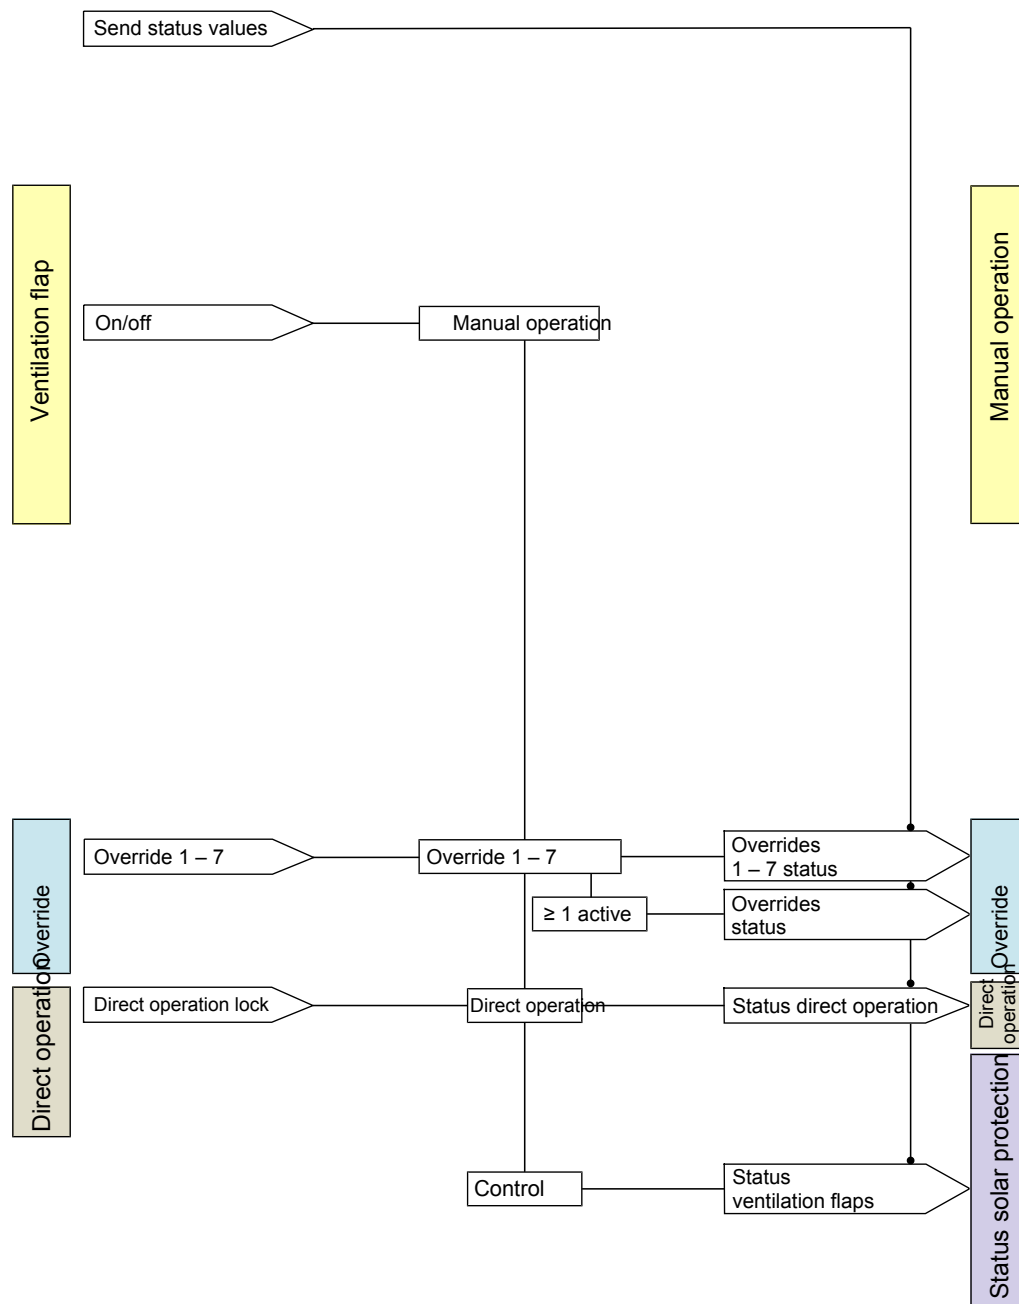 Send status values
Ventilation flap
Manual operation
On/off
Manual operation
Override
Override 1 – 7
Override 1 – 7
Overrides
1 – 7 status
≥ 1 active
Overrides
status
Override
Direct operation
Direct operation lock
Direct operation
Status direct operation
Direct
operation
Control
Status
ventilation flaps
Status solar protection